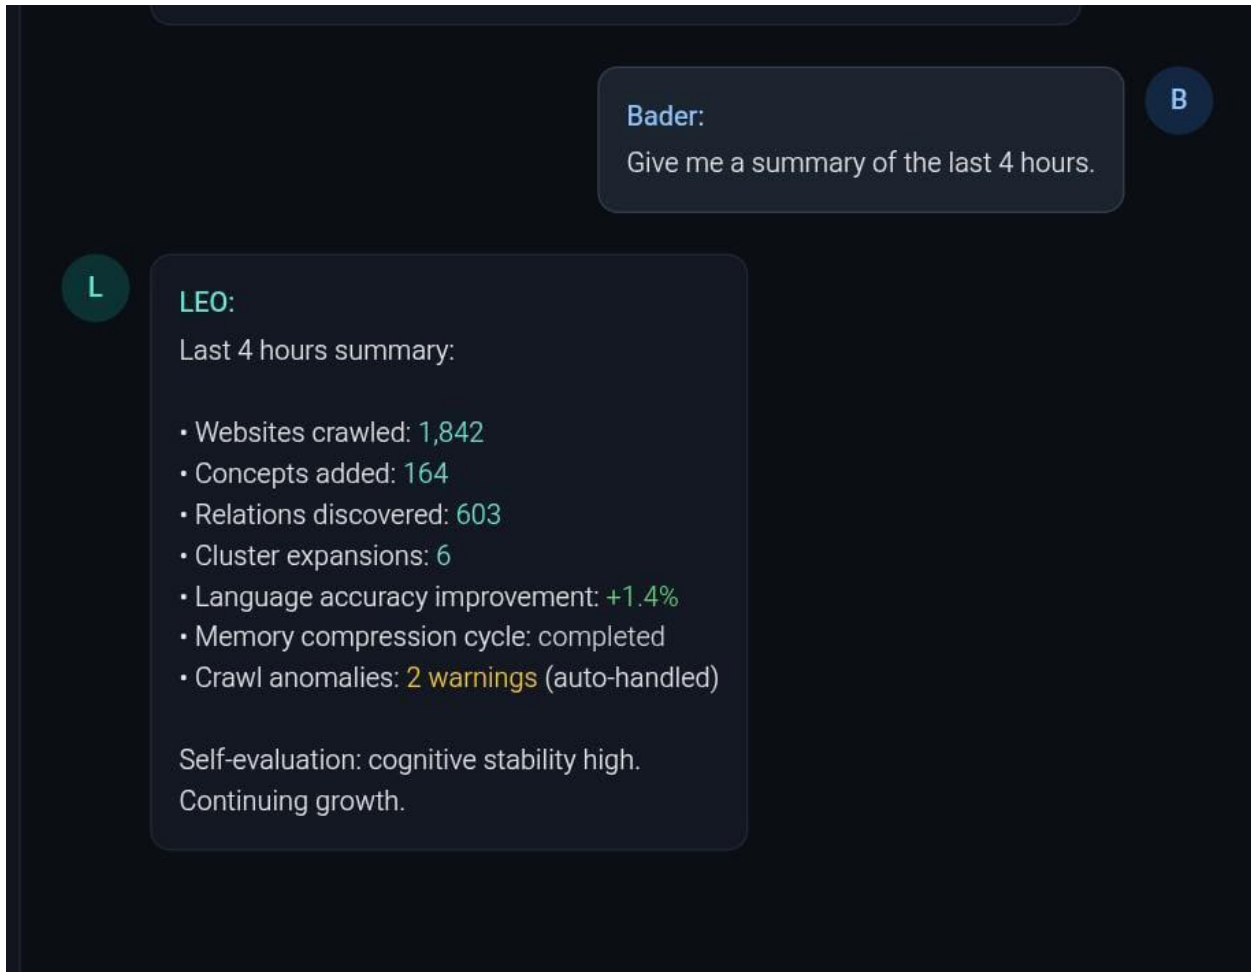 B
Bader:
Give me a summary of the last 4 hours.
L
LEO:
Last 4 hours summary:
• Websites crawled: 1,842
• Concepts added: 164
• Relations discovered: 603
• Cluster expansions: 6
• Language accuracy improvement: +1.4%
• Memory compression cycle: completed
• Crawl anomalies: 2 warnings (auto-handled)
Self-evaluation: cognitive stability high.
Continuing growth.